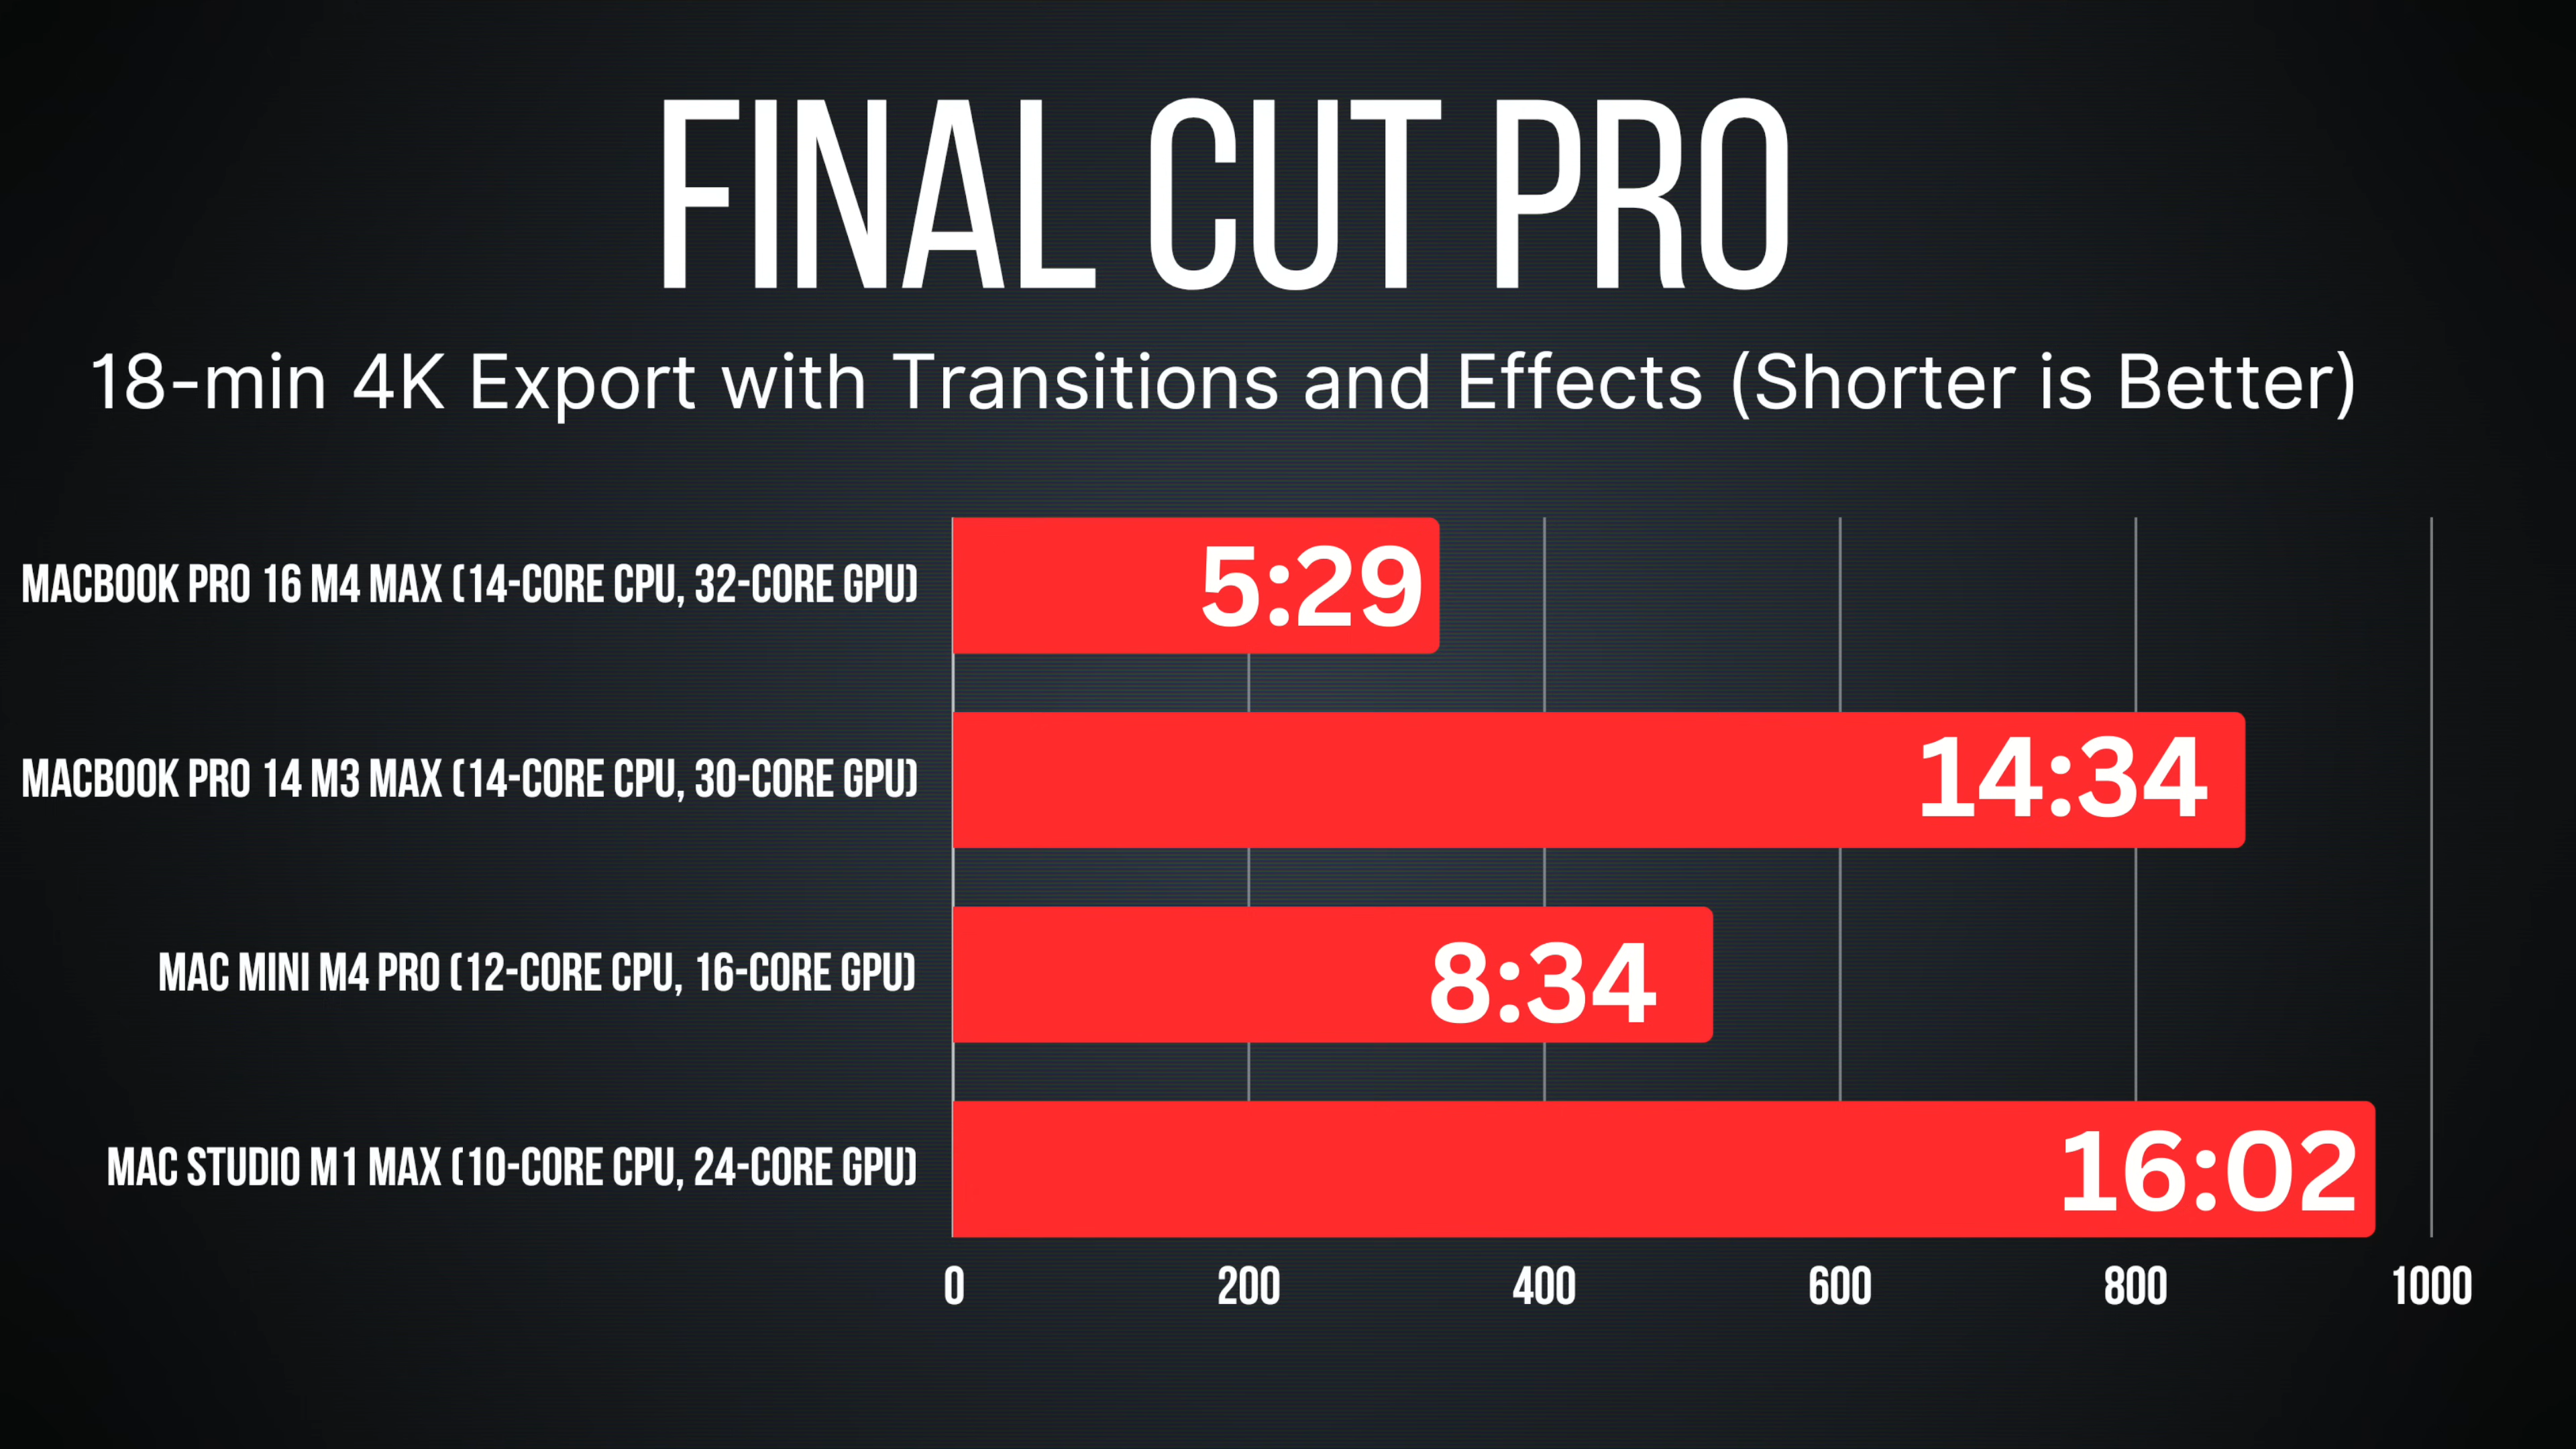 FINAL CUT PRO
18-min 4K Export with Transitions and Effects (Shorter is Better)
MACBOOK PRO 16 M4 MAX (14-CORE CPU, 32-CORE GPU)
5:29
MACBOOK PRO 14 M3 MAX (14-CORE CPU, 30-CORE GPU)
14:34
MAC MINI M4 PRO (12-CORE CPU, 16-CORE GPU)
8:34
MAC STUDIO M1 MAX (10-CORE CPU, 24-CORE GPU)
16:02
0 200 400 600 800 1000